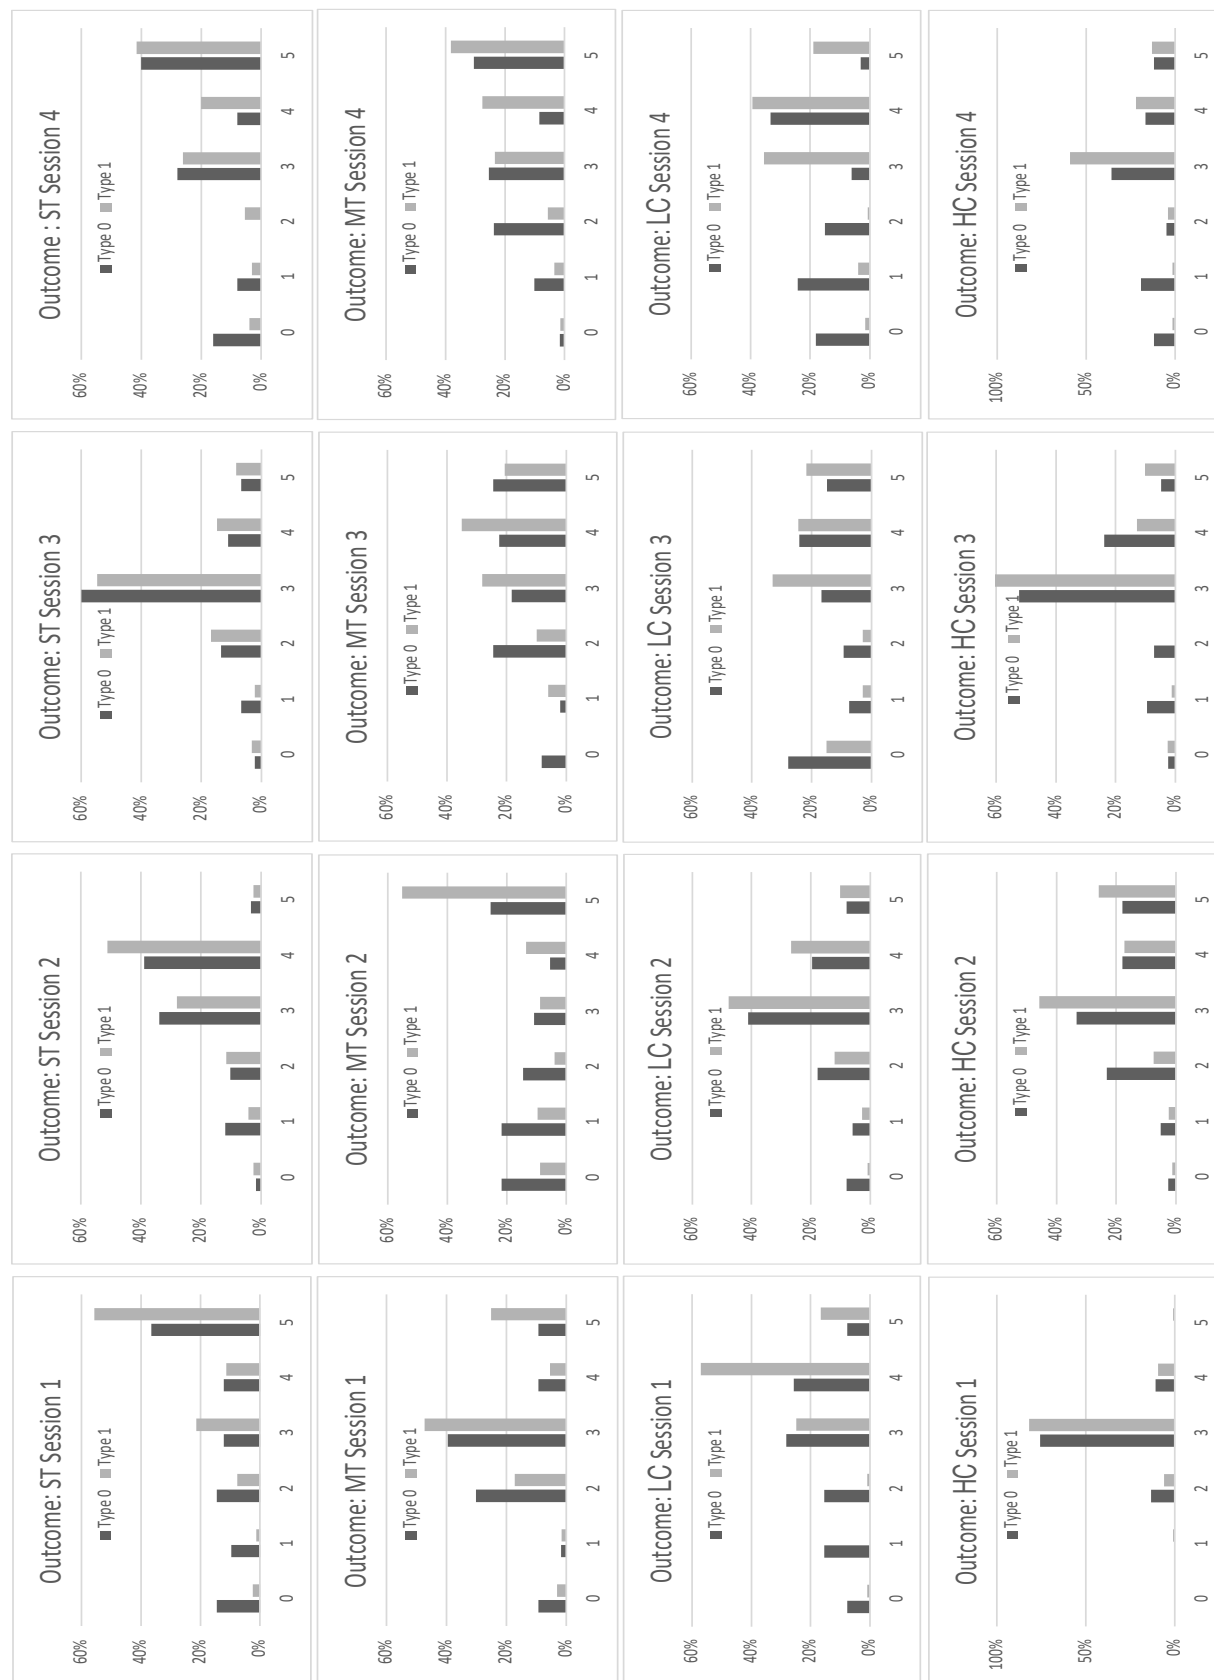 Outcome: ST Session 1
■Type 0 ■Type 1
60%
40%
20%
0%
0 1 2 3 4 5
Outcome: ST Session 2
■Type 0 ■Type 1
60%
40%
20%
0%
0 1 2 3 4 5
Outcome: ST Session 3
■Type 0 ■Type 1
60%
40%
20%
0%
0 1 2 3 4 5
Outcome : ST Session 4
■Type 0 ■Type 1
60%
40%
20%
0%
0 1 2 3 4 5
Outcome: MT Session 1
■Type 0 ■Type 1
60%
40%
20%
0%
0 1 2 3 4 5
Outcome: MT Session 2
■Type 0 ■Type 1
60%
40%
20%
0%
0 1 2 3 4 5
Outcome: MT Session 3
■Type 0 ■Type 1
60%
40%
20%
0%
0 1 2 3 4 5
Outcome: MT Session 4
■Type 0 ■Type 1
60%
40%
20%
0%
0 1 2 3 4 5
Outcome: LC Session 1
■Type 0 ■Type 1
60%
40%
20%
0%
0 1 2 3 4 5
Outcome: LC Session 2
■Type 0 ■Type 1
60%
40%
20%
0%
0 1 2 3 4 5
Outcome: LC Session 3
■Type 0 ■Type 1
60%
40%
20%
0%
0 1 2 3 4 5
Outcome: LC Session 4
■Type 0 ■Type 1
60%
40%
20%
0%
0 1 2 3 4 5
Outcome: HC Session 1
■Type 0 ■Type 1
100%
50%
0%
0 1 2 3 4 5
Outcome: HC Session 2
■Type 0 ■Type 1
60%
40%
20%
0%
0 1 2 3 4 5
Outcome: HC Session 3
■Type 0 ■Type 1
60%
40%
20%
0%
0 1 2 3 4 5
Outcome: HC Session 4
■Type 0 ■Type 1
100%
50%
0%
0 1 2 3 4 5